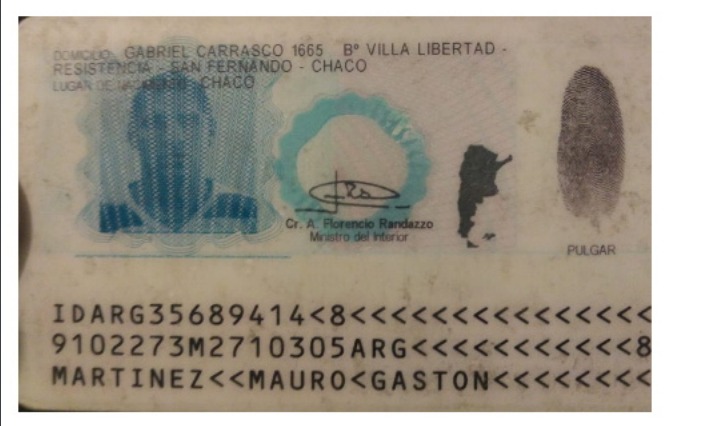 DOMICILIO: GABRIEL CARRASCO 1665 Bº VILLA LIBERTAD -
RESISTENCIA - SAN FERNANDO - CHACO
LUGAR DE NACIMIENTO: CHACO
Cr. A. Florencio Randazzo
Ministro del Interior
PULGAR
IDARG35689414<8<<<<<<<<<<<<<<<
9102273M2710305ARG<<<<<<<<<<<8
MARTINEZ<<MAURO<GASTON<<<<<<<<